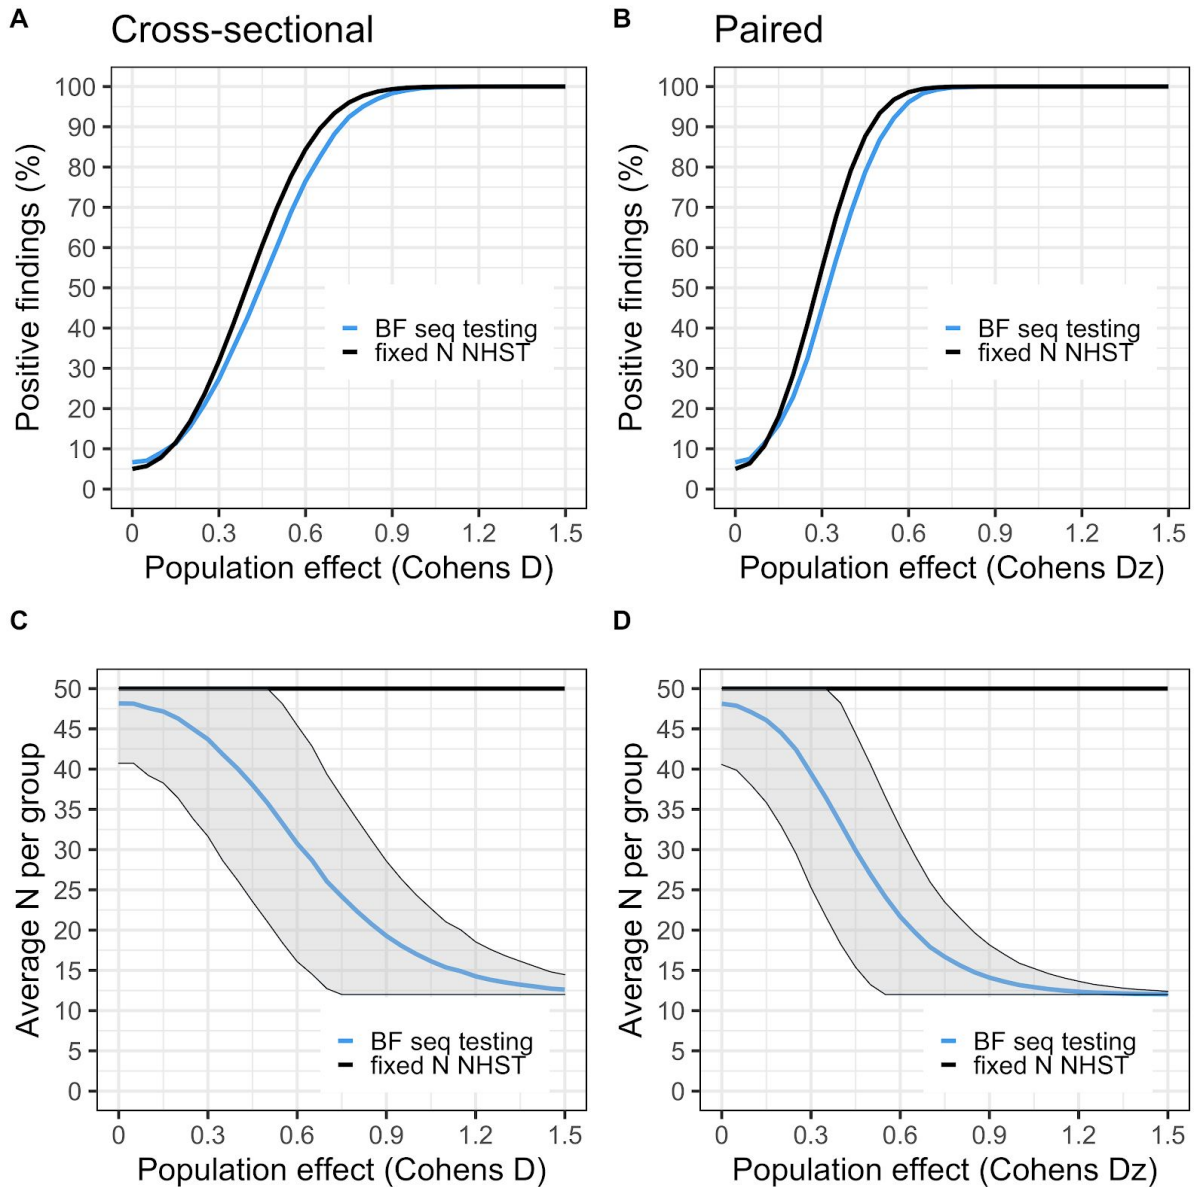 A
Cross-sectional
Positive findings (%)
100
90
80
70
60
50
40
30
20
10
0
BF seq testing
fixed N NHST
0 0.3 0.6 0.9 1.2 1.5
Population effect (Cohens D)
B
Paired
Positive findings (%)
100
90
80
70
60
50
40
30
20
10
0
BF seq testing
fixed N NHST
0 0.3 0.6 0.9 1.2 1.5
Population effect (Cohens Dz)
C
Average N per group
50
45
40
35
30
25
20
15
10
5
0
BF seq testing
fixed N NHST
0 0.3 0.6 0.9 1.2 1.5
Population effect (Cohens D)
D
Average N per group
50
45
40
35
30
25
20
15
10
5
0
BF seq testing
fixed N NHST
0 0.3 0.6 0.9 1.2 1.5
Population effect (Cohens Dz)